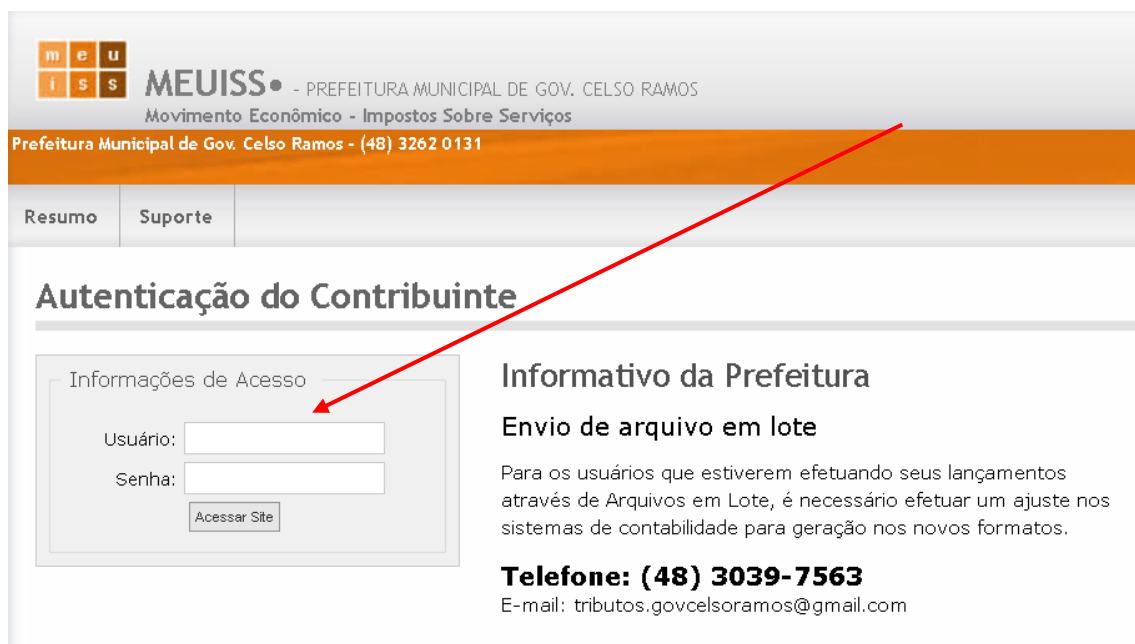 m e u
i s s
MEUISS• - PREFEITURA MUNICIPAL DE GOV. CELSO RAMOS
Movimento Econômico - Impostos Sobre Serviços
Prefeitura Municipal de Gov. Celso Ramos - (48) 3262 0131
Resumo Suporte
Autenticação do Contribuinte
Informações de Acesso
Usuário:
Senha:
Acessar Site
Informativo da Prefeitura
Envio de arquivo em lote
Para os usuários que estiverem efetuando seus lançamentos
através de Arquivos em Lote, é necessário efetuar um ajuste nos
sistemas de contabilidade para geração nos novos formatos.
Telefone: (48) 3039-7563
E-mail: tributos.govcelsoramos@gmail.com